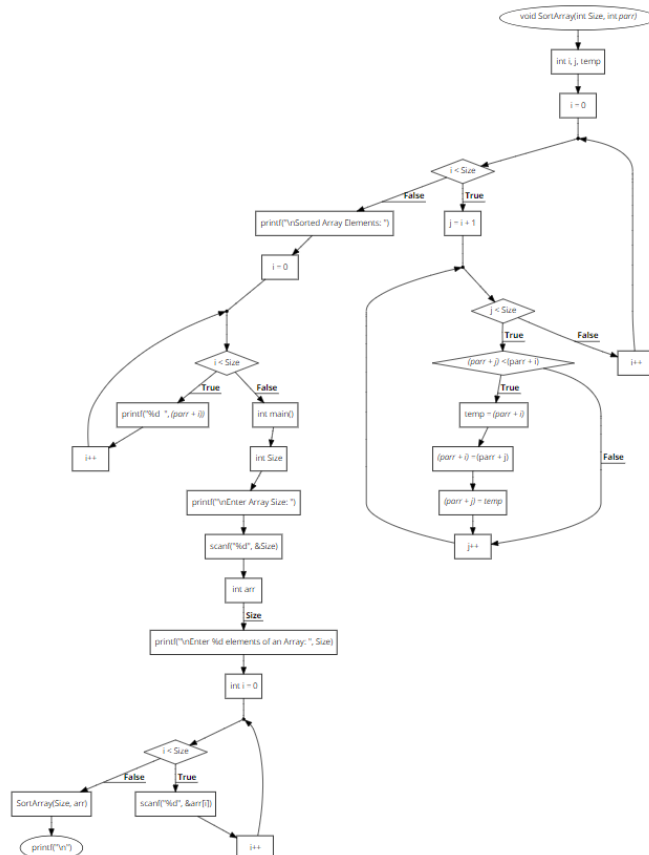 void SortArray(int Size, int parr)
int i, j, temp
i = 0
i < Size
False
True
printf("\nSorted Array Elements: ")
j = i + 1
i = 0
j < Size
True
False
i < Size
(parr + j) <(parr + i)
i++
True
False
True
printf("%d  ", (parr + i))
int main()
temp = (parr + i)
i++
int Size
(parr + i) =(parr + j)
False
printf("\nEnter Array Size: ")
(parr + j) = temp
scanf("%d", &Size)
j++
int arr
Size
printf("\nEnter %d elements of an Array: ", Size)
int i = 0
i < Size
False
True
SortArray(Size, arr)
scanf("%d", &arr[i])
printf("\n")
i++